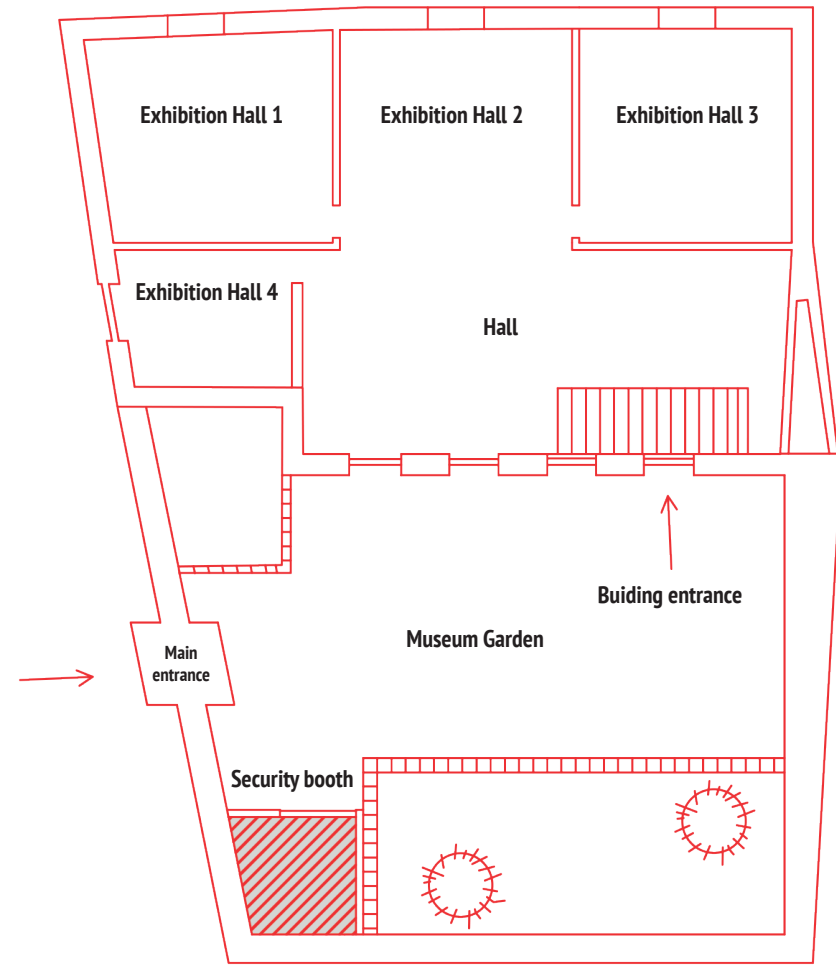 Exhibition Hall 1
Exhibition Hall 2
Exhibition Hall 3
Exhibition Hall 4
Hall
Buiding entrance
Museum Garden
Main
entrance
Security booth